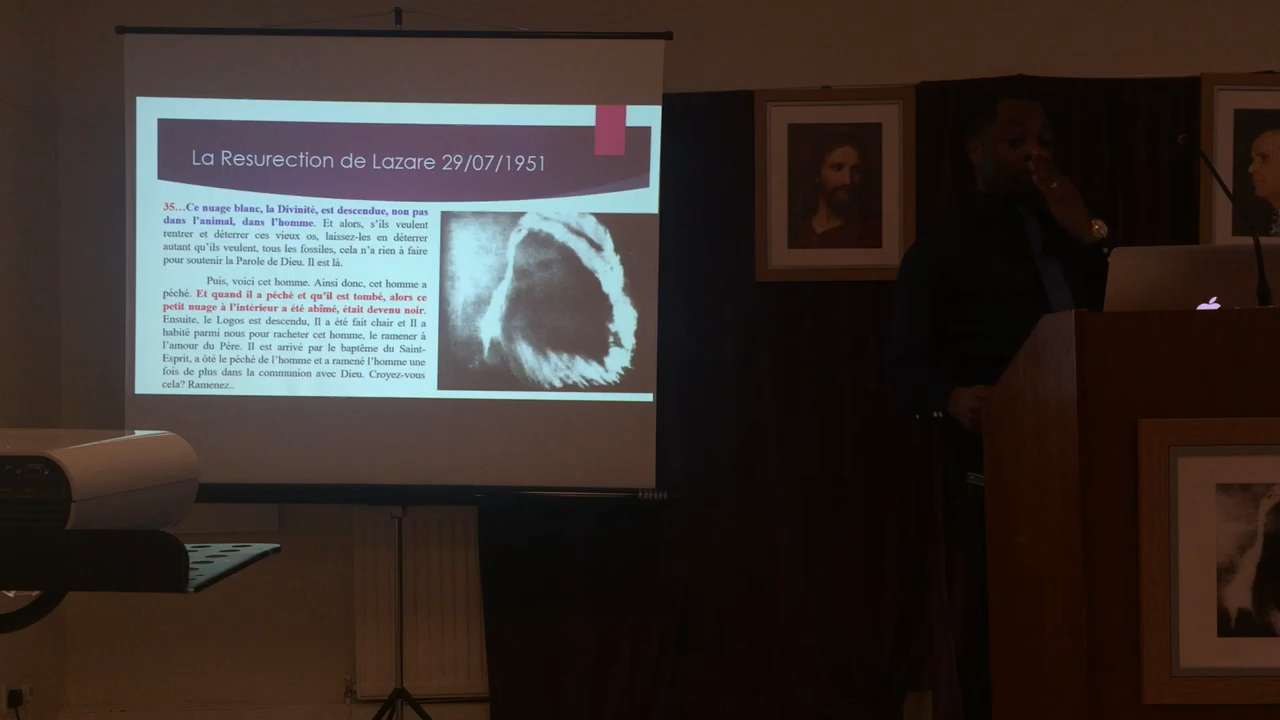 La Resurection de Lazare 29/07/1951
35…Ce nuage blanc, la Divinité, est descendue, non pas
dans l'animal, dans l'homme. Et alors, s'ils veulent
rentrer et déterrer ces vieux os, laissez-les en déterrer
autant qu'ils veulent, tous les fossiles, cela n'a rien à faire
pour soutenir la Parole de Dieu. Il est là.
Puis, voici cet homme. Ainsi donc, cet homme a
péché. Et quand il a péché et qu'il est tombé, alors ce
petit nuage à l'intérieur a été abîmé, était devenu noir.
Ensuite, le Logos est descendu, Il a été fait chair et Il a
habité parmi nous pour racheter cet homme, le ramener à
l'amour du Père. Il est arrivé par le baptême du Saint-
Esprit, a ôté le péché de l'homme et a ramené l'homme une
fois de plus dans la communion avec Dieu. Croyez-vous
cela? Ramenez..